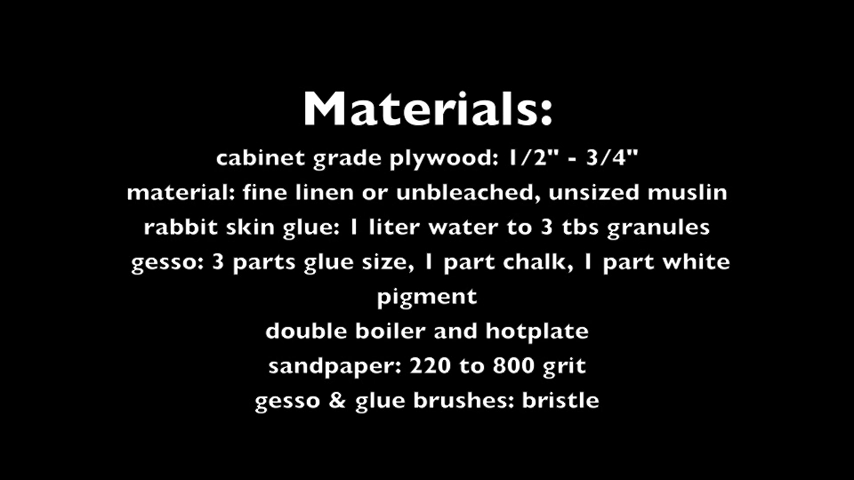 Materials:
cabinet grade plywood: 1/2" - 3/4"
material: fine linen or unbleached, unsized muslin
rabbit skin glue: 1 liter water to 3 tbs granules
gesso: 3 parts glue size, 1 part chalk, 1 part white
pigment
double boiler and hotplate
sandpaper: 220 to 800 grit
gesso & glue brushes: bristle